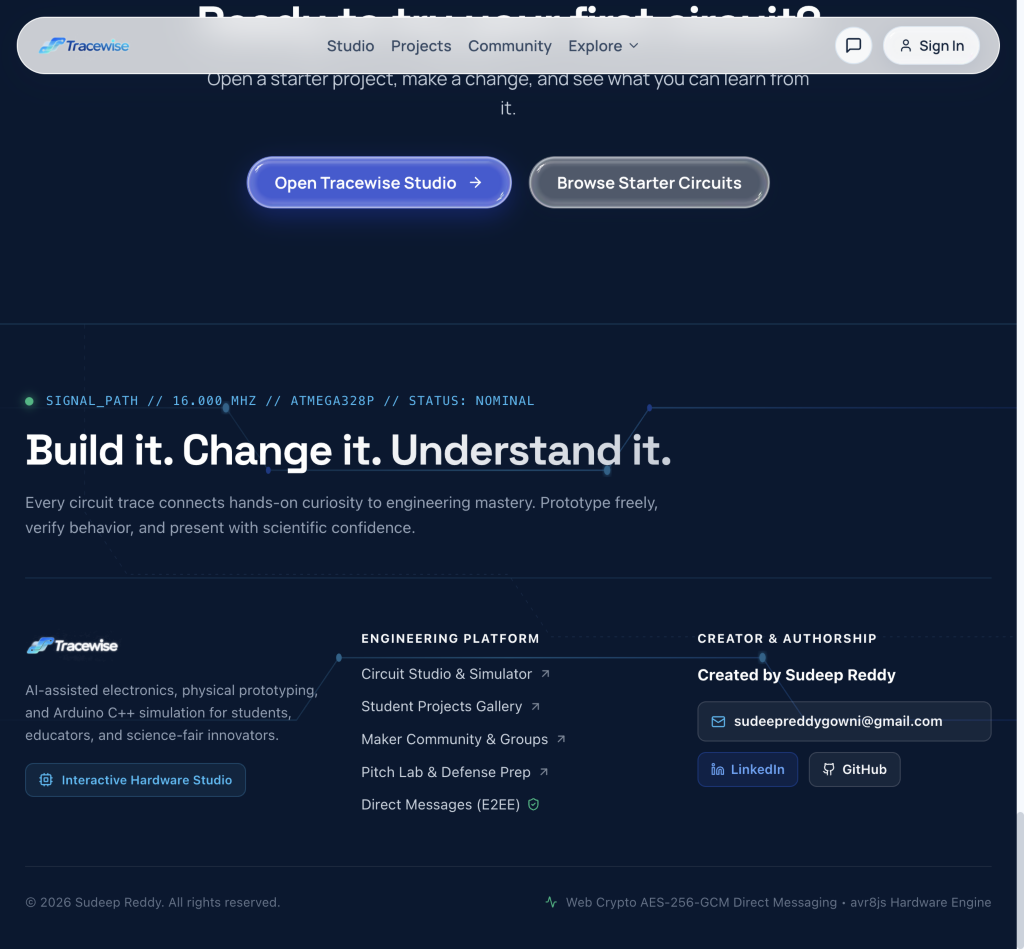 Ready to try your first circuit?
Tracewise
Studio
Projects
Community
Explore
Sign In
Open a starter project, make a change, and see what you can learn from
it.
Open Tracewise Studio
Browse Starter Circuits
SIGNAL_PATH // 16.000 MHZ // ATMEGA328P // STATUS: NOMINAL
Build it. Change it. Understand it.
Every circuit trace connects hands-on curiosity to engineering mastery. Prototype freely,
verify behavior, and present with scientific confidence.
Tracewise
AI-assisted electronics, physical prototyping,
and Arduino C++ simulation for students,
educators, and science-fair innovators.
Interactive Hardware Studio
ENGINEERING PLATFORM
Circuit Studio & Simulator
Student Projects Gallery
Maker Community & Groups
Pitch Lab & Defense Prep
Direct Messages (E2EE)
CREATOR & AUTHORSHIP
Created by Sudeep Reddy
sudeepreddygowni@gmail.com
LinkedIn
GitHub
© 2026 Sudeep Reddy. All rights reserved.
Web Crypto AES-256-GCM Direct Messaging • avr8js Hardware Engine